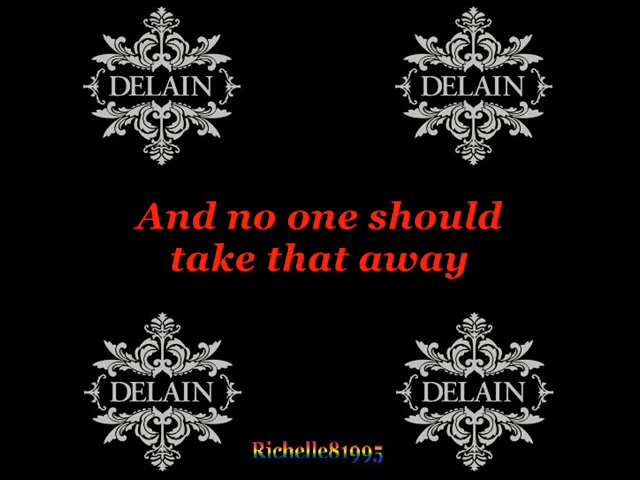 DELAIN DELAIN
And no one should
take that away
DELAIN DELAIN
Richelle81995